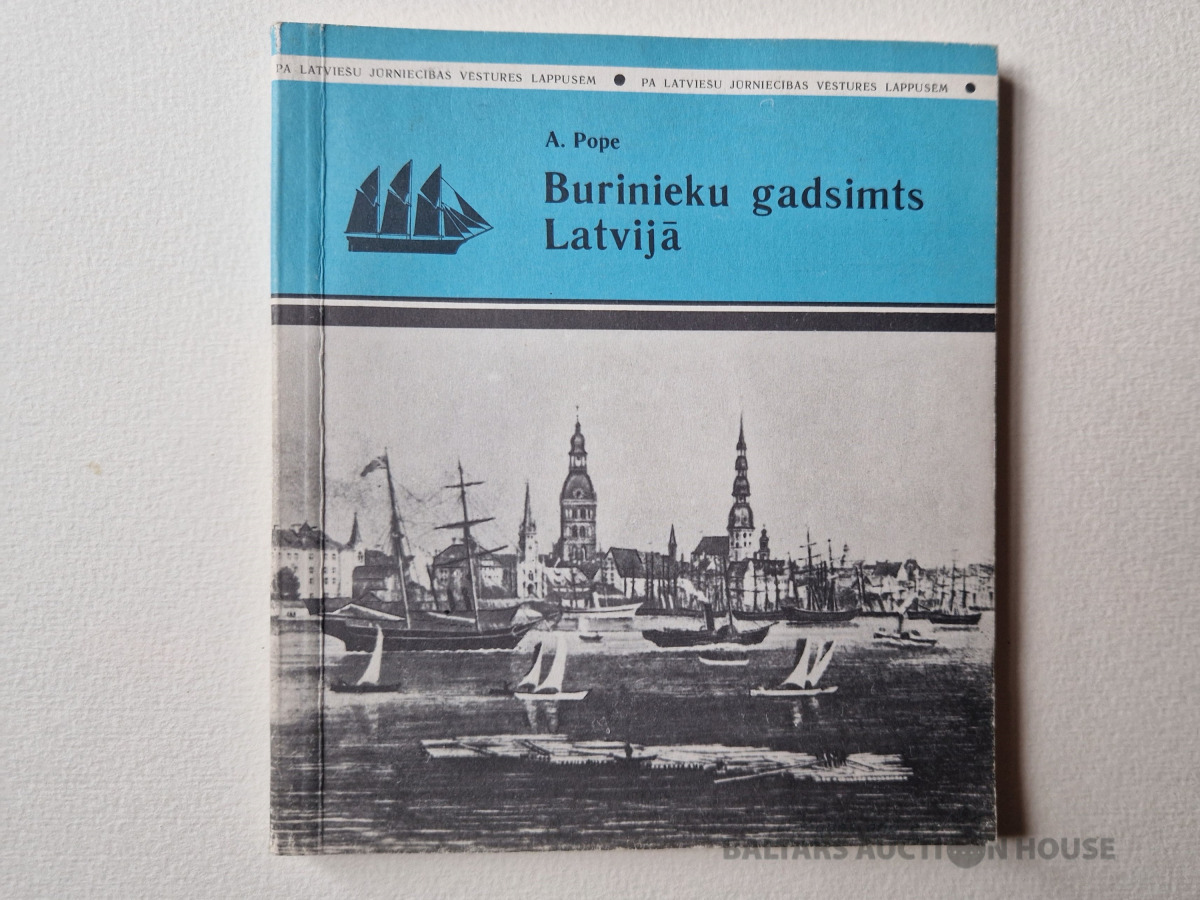 PA LATVIEŠU JŪRNIECĪBAS VĒSTURES LAPPUSĒM ● PA LATVIEŠU JŪRNIECĪBAS VĒSTURES LAPPUSĒM ●
A. Pope
Burinieku gadsimts
Latvijā
BALTARS AUCTION HOUSE